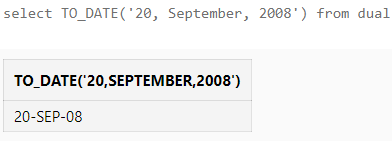 select TO_DATE('20, September, 2008') from dual
TO_DATE('20,SEPTEMBER,2008')
20-SEP-08